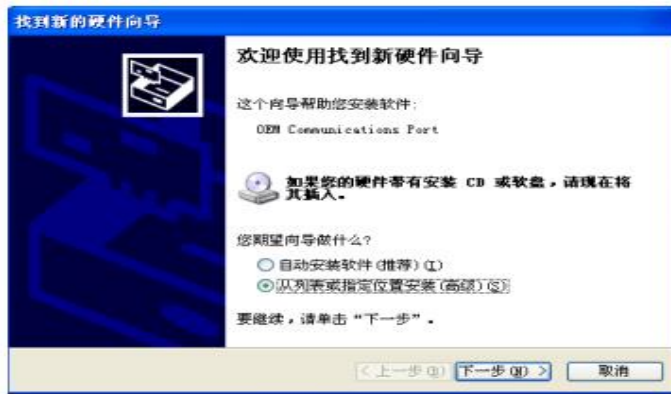 找到新的硬件向导
欢迎使用找到新硬件向导
这个向导帮助您安装软件:
OEM Communications Port
如果您的硬件带有安装 CD 或软盘，请现在将
其插入。
您期望向导做什么?
自动安装软件(推荐)(I)
从列表或指定位置安装(高级)(S)
要继续，请单击“下一步”。
< 上一步(B)
下一步(N) >
取消